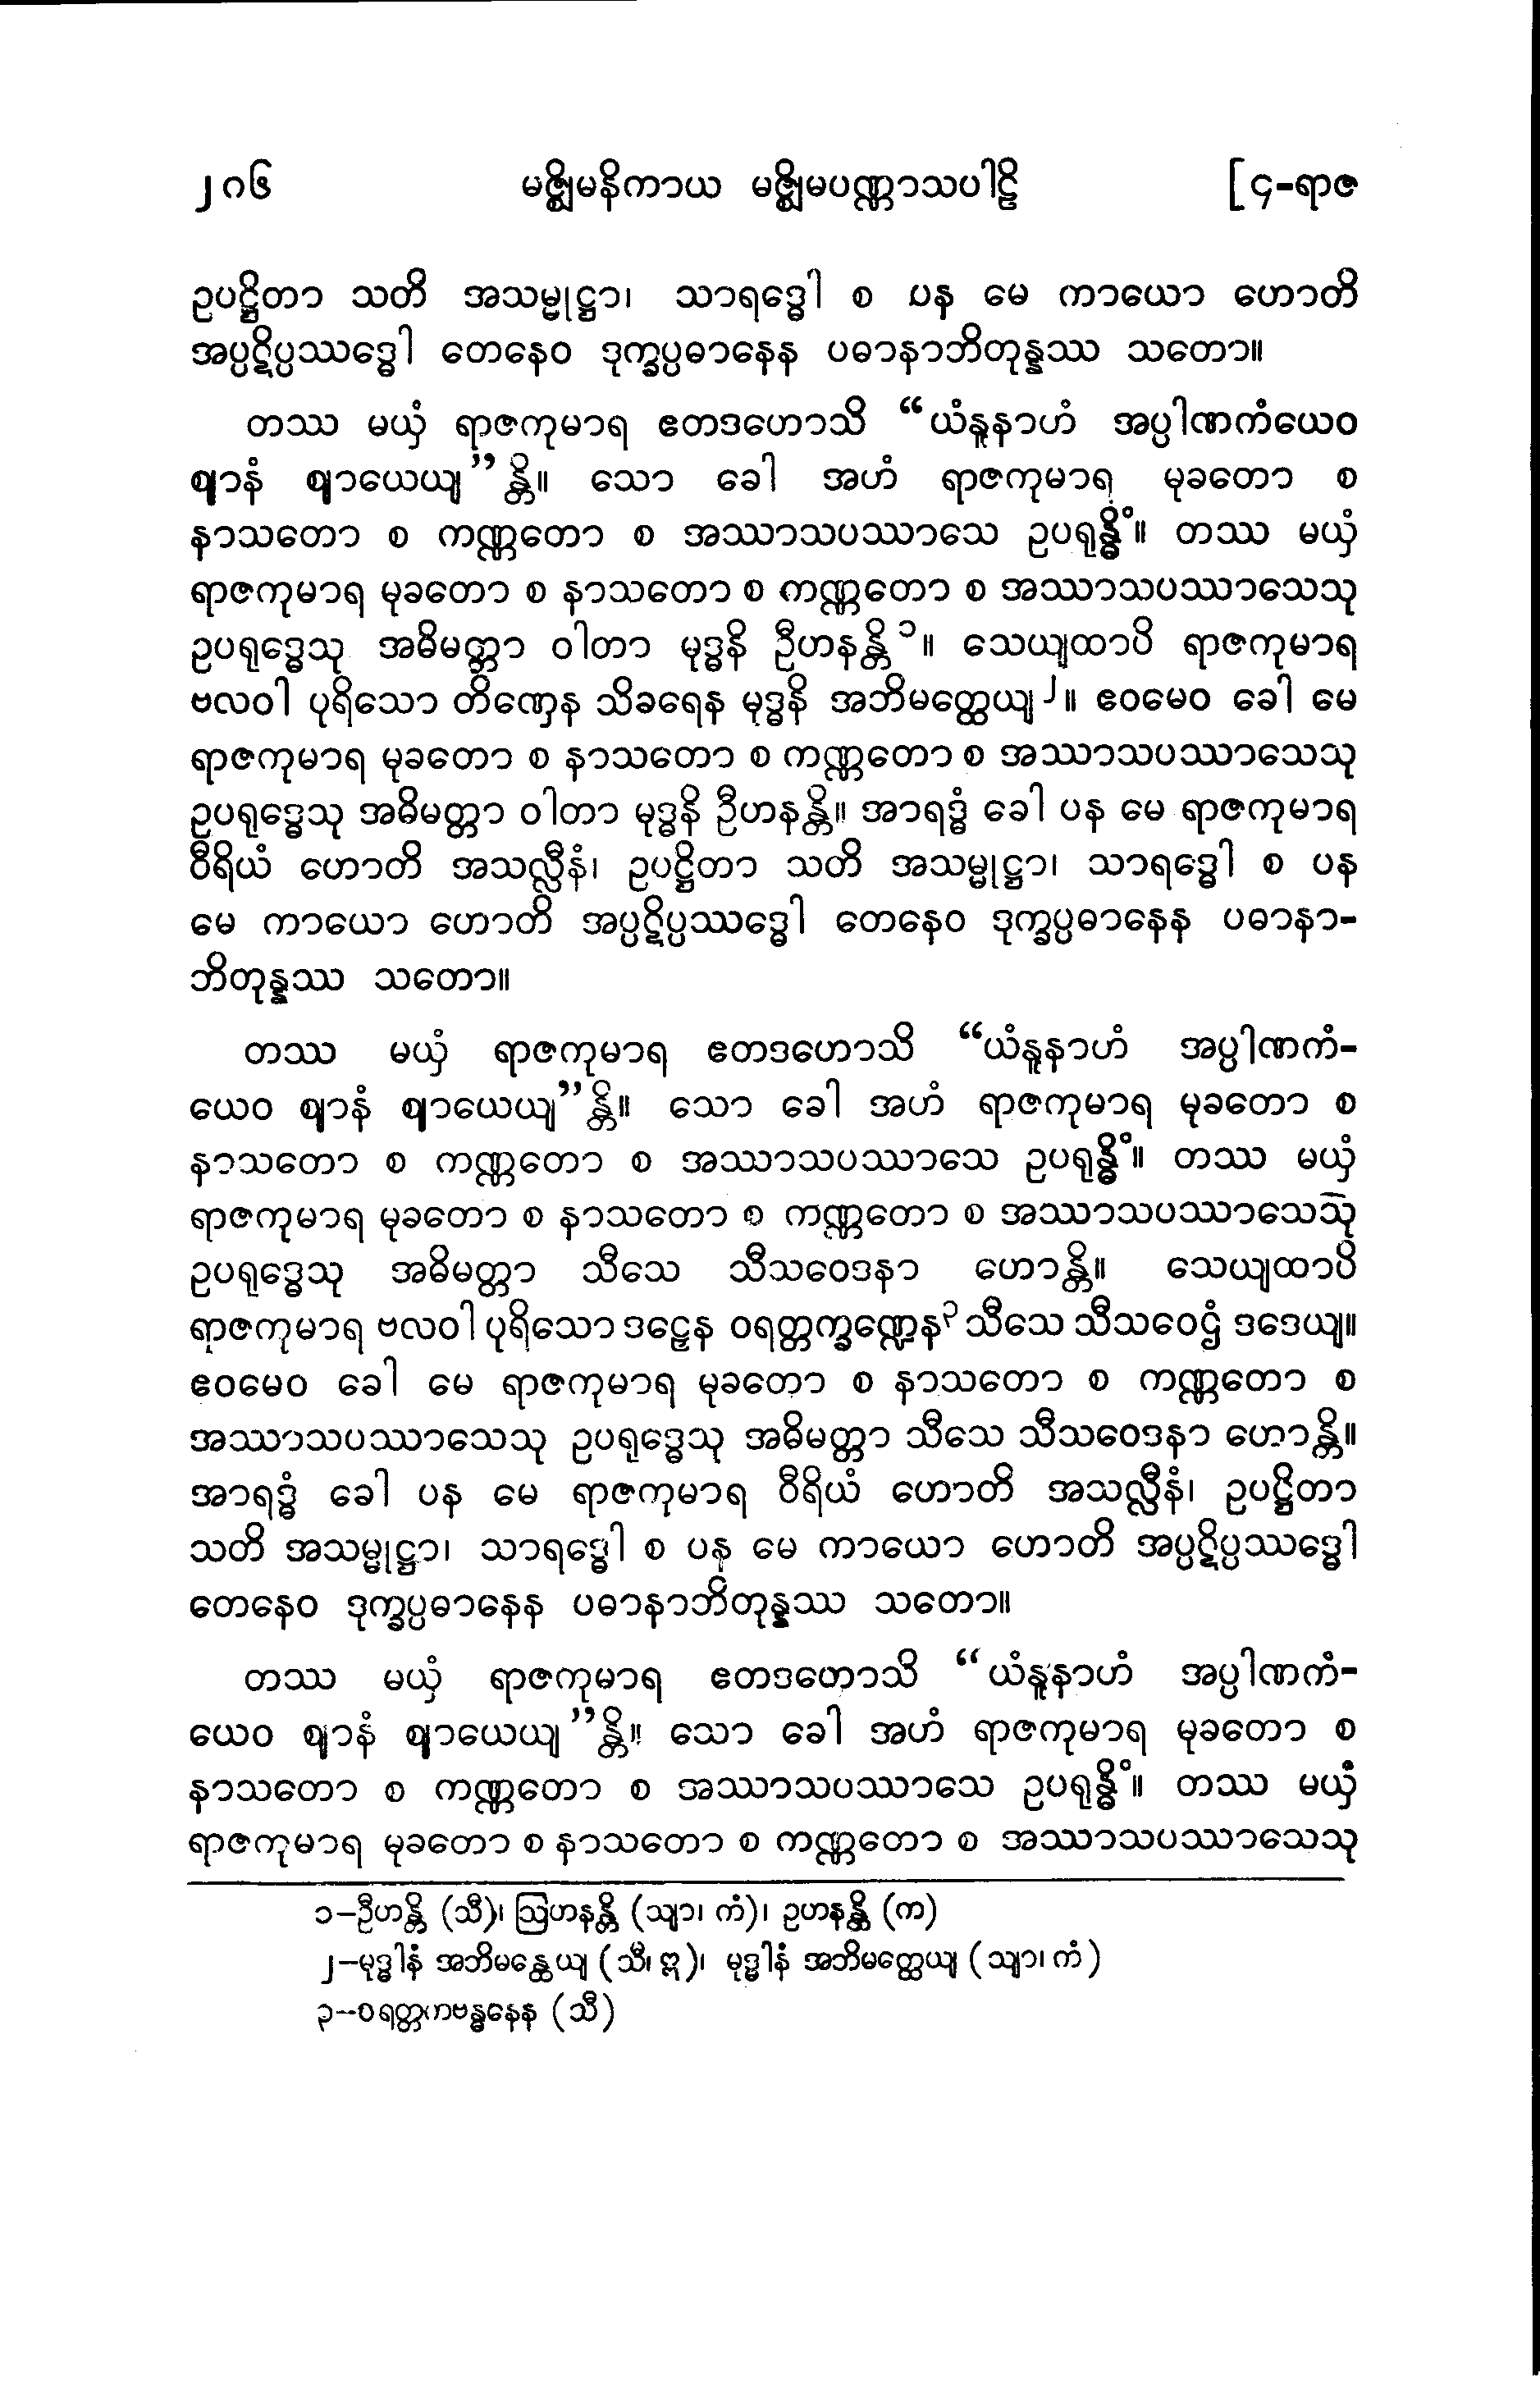 ၂၈၆ မဇ္ဈိမနိကာယ မဇ္ဈိမပဏ္ဏာသပါဠိ [၄-ရာဇ
ဥပဋ္ဌိတာ သတိ အသမ္မုဋ္ဌာ၊ သာရဒ္ဓေါ စ ပန မေ ကာယော ဟောတိ
အပ္ပဋိပ္ပဿဒ္ဓေါ တေနေဝ ဒုက္ခပ္ပဓာနေန ပဓာနာဘိတုန္နဿ သတော။
တဿ မယှံ ရာဇကုမာရ ဧတဒဟောသိ “ယံနူနာဟံ အပ္ပါဏကံယေဝ
ဈာနံ ဈာယေယျ”န္တိ။ သော ခေါ အဟံ ရာဇကုမာရ မုခတော စ
နာသတော စ ကဏ္ဏတော စ အဿာသပဿာသေ ဥပရုန္ဓိံ။ တဿ မယှံ
ရာဇကုမာရ မုခတော စ နာသတော စ ကဏ္ဏတော စ အဿာသပဿာသေသု
ဥပရုဒ္ဓေသု အဓိမတ္တာ ဝါတာ မုဒ္ဓနိ ဦဟနန္တိ၁။ သေယျထာပိ ရာဇကုမာရ
ဗလဝါ ပုရိသော တိဏှေန သိခရေန မုဒ္ဓနိ အဘိမတ္ထေယျ၂။ ဧဝမေဝ ခေါ မေ
ရာဇကုမာရ မုခတော စ နာသတော စ ကဏ္ဏတော စ အဿာသပဿာသေသု
ဥပရုဒ္ဓေသု အဓိမတ္တာ ဝါတာ မုဒ္ဓနိ ဦဟနန္တိ။ အာရဒ္ဓံ ခေါ ပန မေ ရာဇကုမာရ
ဝီရိယံ ဟောတိ အသလ္လီနံ၊ ဥပဋ္ဌိတာ သတိ အသမ္မုဋ္ဌာ၊ သာရဒ္ဓေါ စ ပန
မေ ကာယော ဟောတိ အပ္ပဋိပ္ပဿဒ္ဓေါ တေနေဝ ဒုက္ခပ္ပဓာနေန ပဓာနာ-
ဘိတုန္နဿ သတော။
တဿ မယှံ ရာဇကုမာရ ဧတဒဟောသိ “ယံနူနာဟံ အပ္ပါဏကံ-
ယေဝ ဈာနံ ဈာယေယျ”န္တိ။ သော ခေါ အဟံ ရာဇကုမာရ မုခတော စ
နာသတော စ ကဏ္ဏတော စ အဿာသပဿာသေ ဥပရုန္ဓိံ။ တဿ မယှံ
ရာဇကုမာရ မုခတော စ နာသတော စ ကဏ္ဏတော စ အဿာသပဿာသေသု
ဥပရုဒ္ဓေသု အဓိမတ္တာ သီသေ သီသဝေဒနာ ဟောန္တိ။ သေယျထာပိ
ရာဇကုမာရ ဗလဝါ ပုရိသော ဒဠှေန ဝရတ္တက္ခဏ္ဍေန၃ သီသေ သီသဝေဌံ ဒဒေယျ။
ဧဝမေဝ ခေါ မေ ရာဇကုမာရ မုခတော စ နာသတော စ ကဏ္ဏတော စ
အဿာသပဿာသေသု ဥပရုဒ္ဓေသု အဓိမတ္တာ သီသေ သီသဝေဒနာ ဟောန္တိ။
အာရဒ္ဓံ ခေါ ပန မေ ရာဇကုမာရ ဝီရိယံ ဟောတိ အသလ္လီနံ၊ ဥပဋ္ဌိတာ
သတိ အသမ္မုဋ္ဌာ၊ သာရဒ္ဓေါ စ ပန မေ ကာယော ဟောတိ အပ္ပဋိပ္ပဿဒ္ဓေါ
တေနေဝ ဒုက္ခပ္ပဓာနေန ပဓာနာဘိတုန္နဿ သတော။
တဿ မယှံ ရာဇကုမာရ ဧတဒဟောသိ “ယံနူနာဟံ အပ္ပါဏကံ-
ယေဝ ဈာနံ ဈာယေယျ”န္တိ။ သော ခေါ အဟံ ရာဇကုမာရ မုခတော စ
နာသတော စ ကဏ္ဏတော စ အဿာသပဿာသေ ဥပရုန္ဓိံ။ တဿ မယှံ
ရာဇကုမာရ မုခတော စ နာသတော စ ကဏ္ဏတော စ အဿာသပဿာသေသု
၁-ဦဟန္တိ (သီ)၊ ဩဟနန္တိ (သျာ၊ ကံ)၊ ဥဟနန္တိ (က)
၂-မုဒ္ဓါနံ အဘိမန္ထေယျ (သီ၊ ဣ)၊ မုဒ္ဓါနံ အဘိမတ္ထေယျ (သျာ၊ ကံ)
၃-ဝရတ္တကဗန္ဓနေန (သီ)